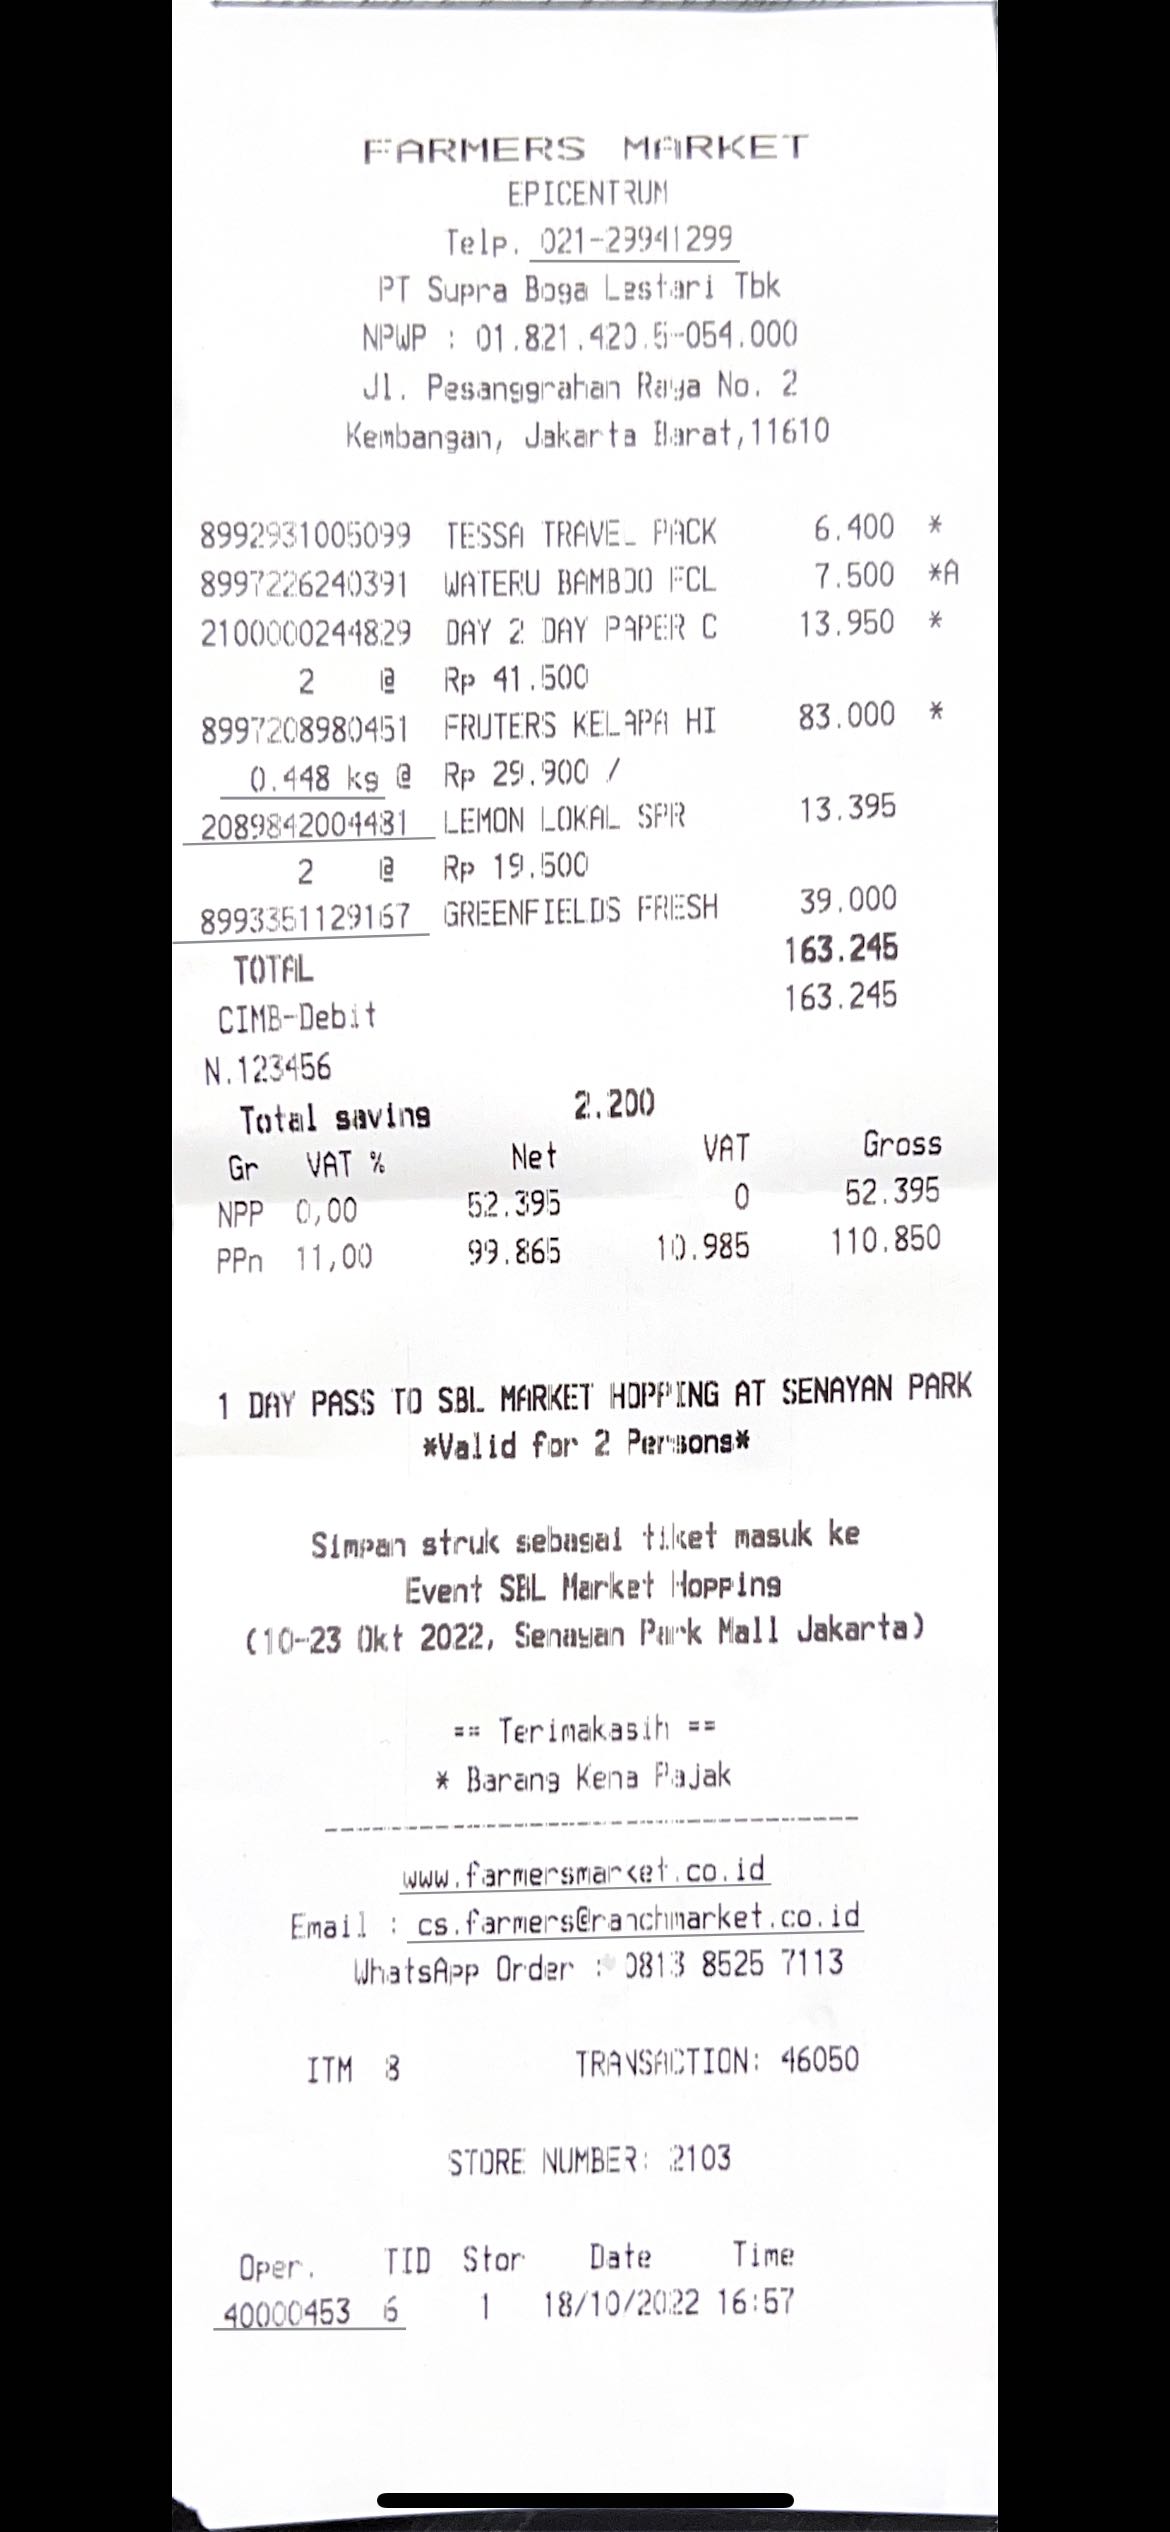 FARMERS MARKET
EPICENTRUM
Telp. 021-29941299
PT Supra Boga Lestari Tbk
NPWP : 01.821.420.5-054.000
Jl. Pesanggrahan Raya No. 2
Kembangan, Jakarta Barat,11610
8992931005099 TESSA TRAVEL PACK 6.400 *
8997226240391 WATERU BAMBOO FCL 7.500 *A
2100000244829 DAY 2 DAY PAPER C 13.950 *
2 @ Rp 41.500
8997208980451 FRUTERS KELAPA HI 83.000 *
0.448 kg @ Rp 29.900 /
2089842004481 LEMON LOKAL SPR 13.395
2 @ Rp 19.500
8993351129167 GREENFIELDS FRESH 39.000
TOTAL 163.245
CIMB-Debit 163.245
N.123456
Total saving 2.200
Gr VAT % Net VAT Gross
NPP 0,00 52.395 0 52.395
PPn 11,00 99.865 10.985 110.850
1 DAY PASS TO SBL MARKET HOPPING AT SENAYAN PARK
*Valid for 2 Persons*
Simpan struk sebagai tiket masuk ke
Event SBL Market Hopping
(10-23 Okt 2022, Senayan Park Mall Jakarta)
== Terimakasih ==
* Barang Kena Pajak
--------------------------------
www.farmersmarket.co.id
Email : cs.farmers@ranchmarket.co.id
WhatsApp Order : 0813 8525 7113
ITM 8 TRANSACTION: 46050
STORE NUMBER: 2103
Oper. TID Stor Date Time
40000453 6 1 18/10/2022 16:57